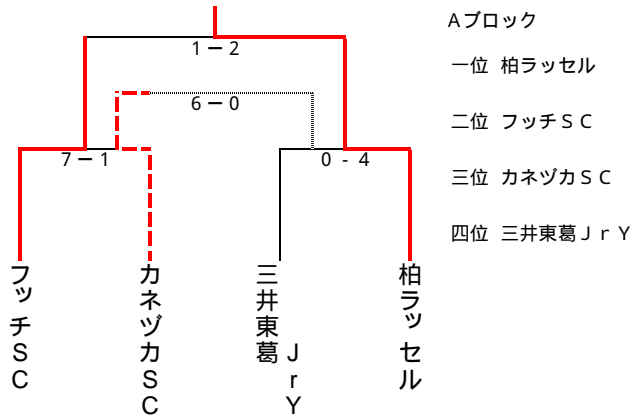 Aブロック
1－2
一位 柏ラッセル
6－0
二位 フッチＳＣ
7－1
0 - 4
三位 カネヅカＳＣ
四位 三井東葛ＪｒＹ
フッチSC
カネヅカSC
三井東葛
JrY
柏ラッセル